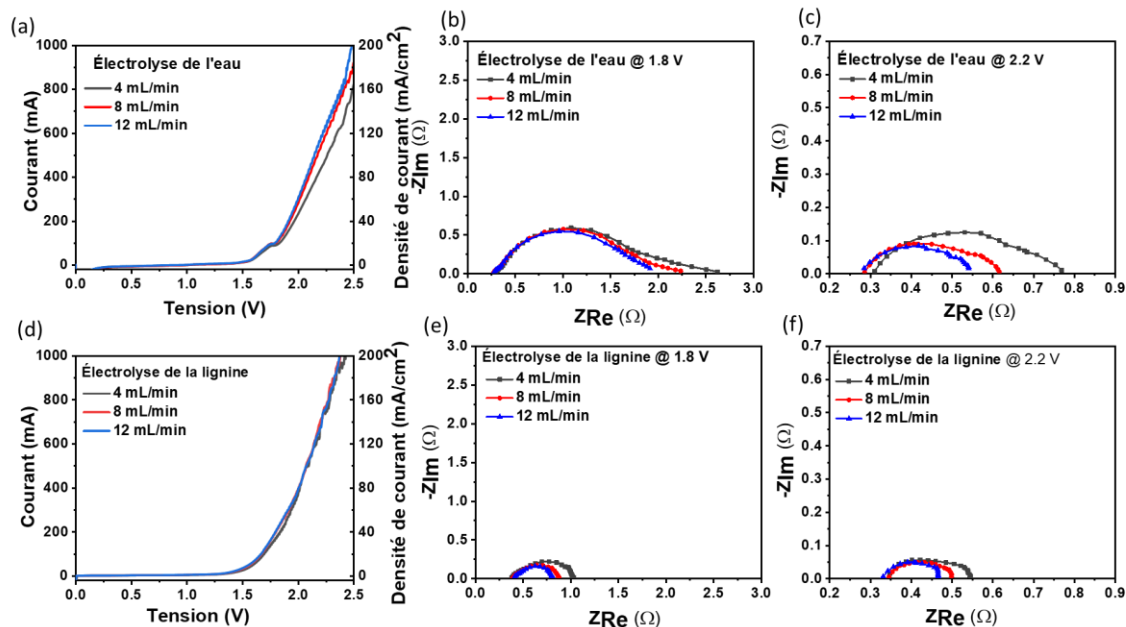 (a)
Électrolyse de l'eau
4 mL/min
8 mL/min
12 mL/min
Courant (mA)
1000
800
600
400
200
0
0.0 0.5 1.0 1.5 2.0 2.5
Tension (V)
200
160
120
80
40
0
Densité de courant (mA/cm2)
(b)
Électrolyse de l'eau @ 1.8 V
4 mL/min
8 mL/min
12 mL/min
-ZIm (Ω)
3.0
2.5
2.0
1.5
1.0
0.5
0.0
0.0 0.5 1.0 1.5 2.0 2.5 3.0
ZRe (Ω)
(c)
Électrolyse de l'eau @ 2.2 V
4 mL/min
8 mL/min
12 mL/min
-ZIm (Ω)
0.6
0.5
0.4
0.3
0.2
0.1
0.0
0.2 0.3 0.4 0.5 0.6 0.7 0.8 0.9
ZRe (Ω)
(d)
Électrolyse de la lignine
4 mL/min
8 mL/min
12 mL/min
Courant (mA)
1000
800
600
400
200
0
0.0 0.5 1.0 1.5 2.0 2.5
Tension (V)
200
160
120
80
40
0
Densité de courant (mA/cm2)
(e)
Électrolyse de la lignine @ 1.8 V
4 mL/min
8 mL/min
12 mL/min
-ZIm (Ω)
3.0
2.5
2.0
1.5
1.0
0.5
0.0
0.0 0.5 1.0 1.5 2.0 2.5 3.0
ZRe (Ω)
(f)
Électrolyse de la lignine @ 2.2 V
4 mL/min
8 mL/min
12 mL/min
-ZIm (Ω)
0.6
0.5
0.4
0.3
0.2
0.1
0.0
0.2 0.3 0.4 0.5 0.6 0.7 0.8 0.9
ZRe (Ω)